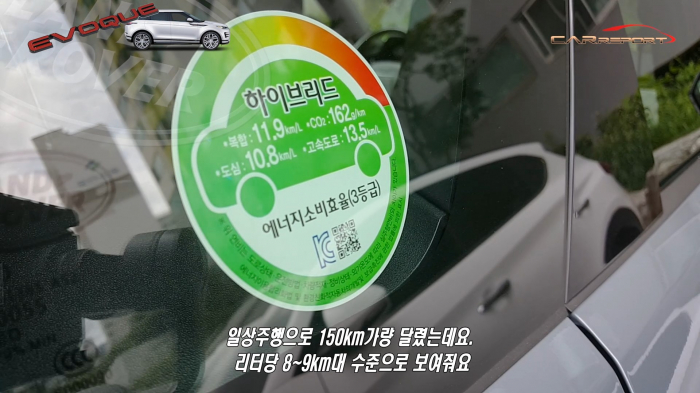 EVOQUE
CARREPORT
하이브리드
•복합:11.9km/L •CO₂:162g/km
•도심:10.8km/L •고속도로:13.5km/L
에너지소비효율(3등급)
일상주행으로 150km가량 달렸는데요.
리터당 8~9km대 수준으로 보여줘요